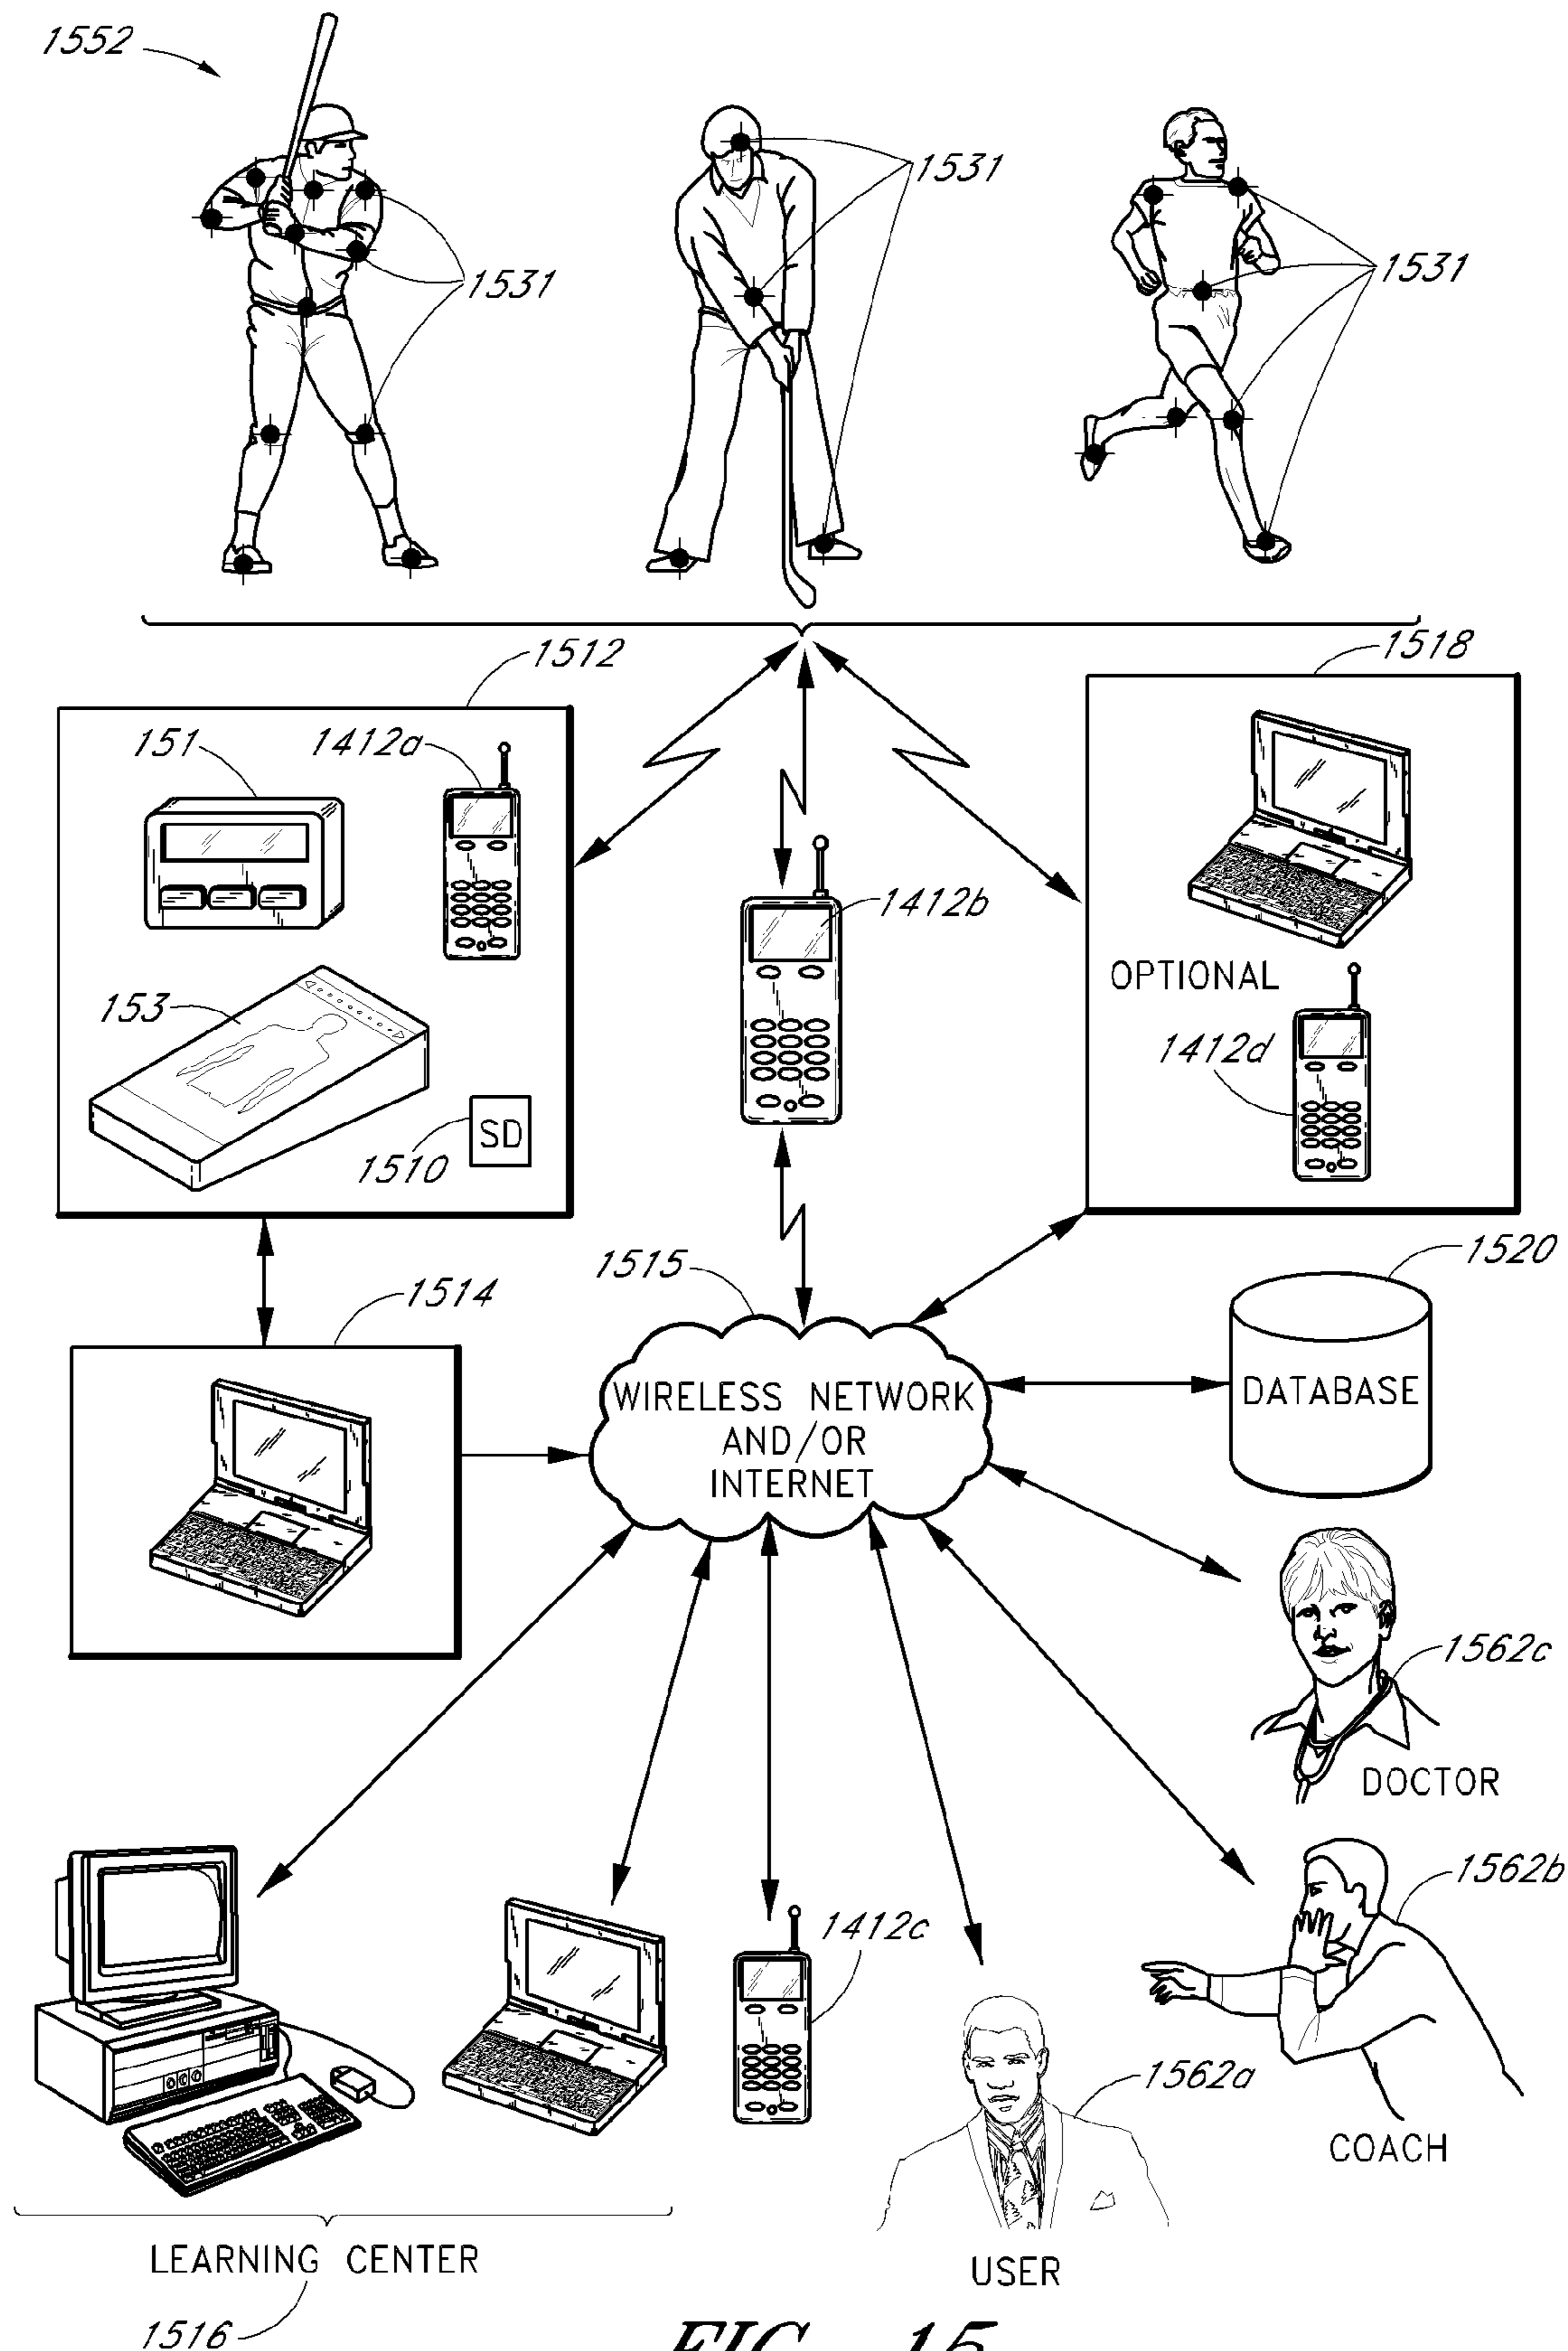 1552
1531
1531
1531
1512
1518
151
1412a
1412b
OPTIONAL
153
1412d
SD
1510
1515
1520
1514
WIRELESS NETWORK
AND/OR
INTERNET
DATABASE
1562c
DOCTOR
1562b
1412c
1562a
COACH
LEARNING CENTER
USER
1516
FIG. 15